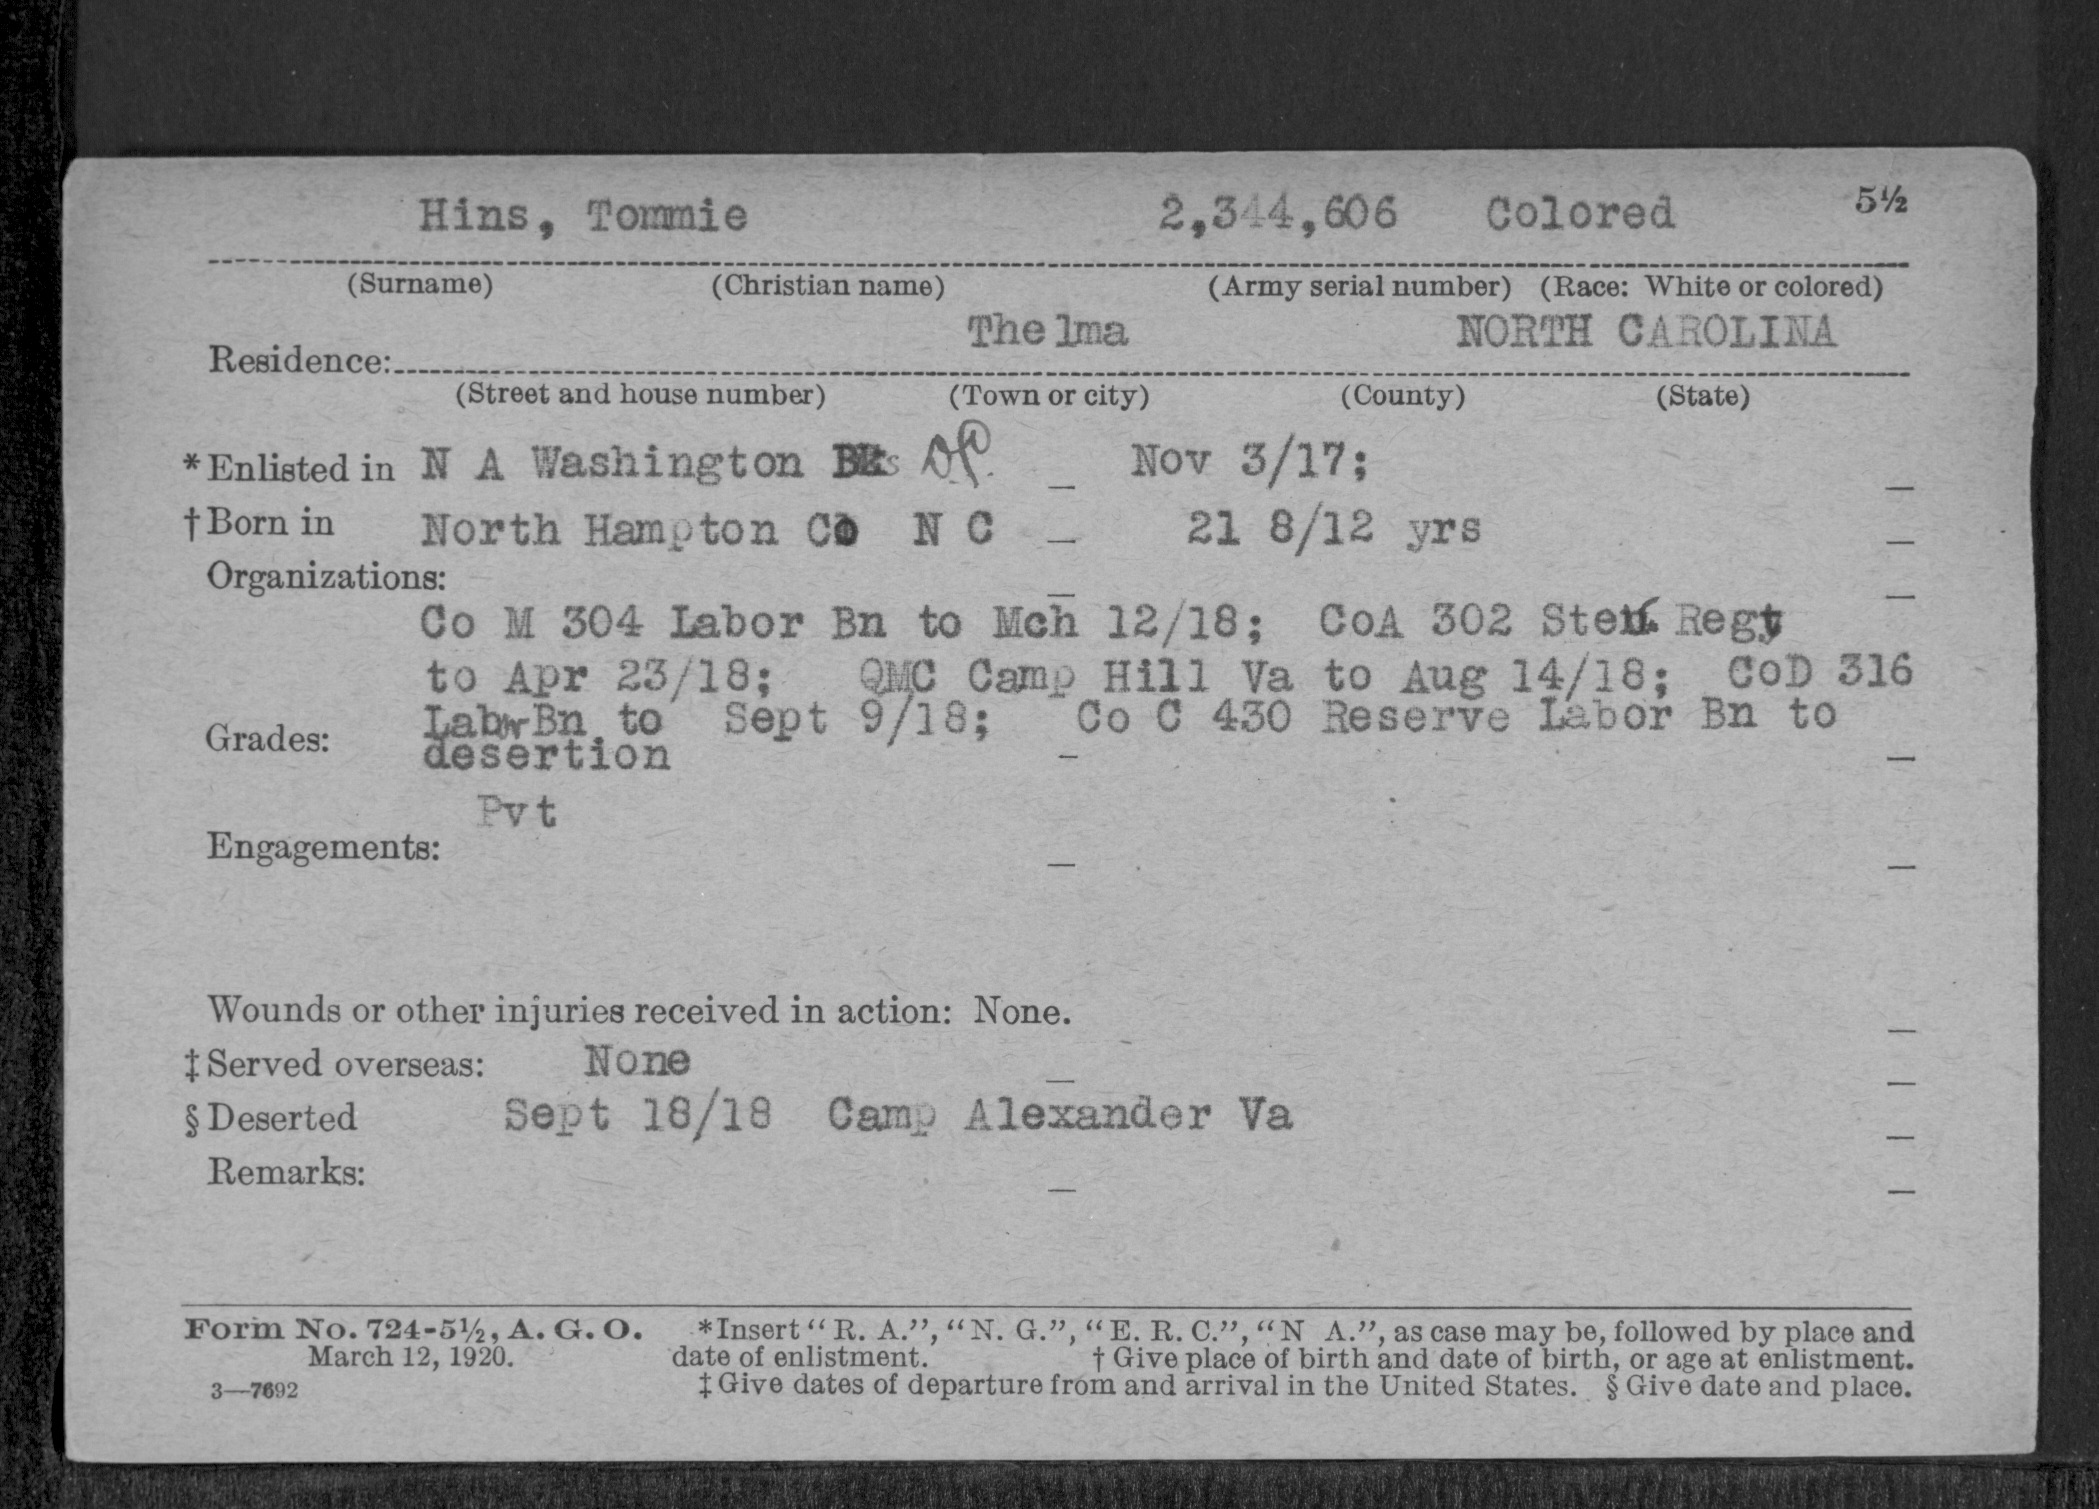 Hins, Tommie 2,344,606 Colored 5½
(Surname) (Christian name) (Army serial number) (Race: White or colored)
Thelma NORTH CAROLINA
Residence:
(Street and house number) (Town or city) (County) (State)
*Enlisted in N A Washington Bks DC. Nov 3/17;
†Born in North Hampton Co N C 21 8/12 yrs
Organizations:
Co M 304 Labor Bn to Mch 12/18; CoA 302 Stev. Regt
to Apr 23/18; QMC Camp Hill Va to Aug 14/18; CoD 316
Labor Bn to Sept 9/18; Co C 430 Reserve Labor Bn to
Grades: desertion
Pvt
Engagements:
Wounds or other injuries received in action: None.
‡Served overseas: None
§Deserted Sept 18/18 Camp Alexander Va
Remarks:
Form No. 724-5½, A. G. O. *Insert "R. A.", "N. G.", "E. R. C.", "N A.", as case may be, followed by place and
March 12, 1920. date of enlistment. †Give place of birth and date of birth, or age at enlistment.
3—7692 ‡Give dates of departure from and arrival in the United States. §Give date and place.